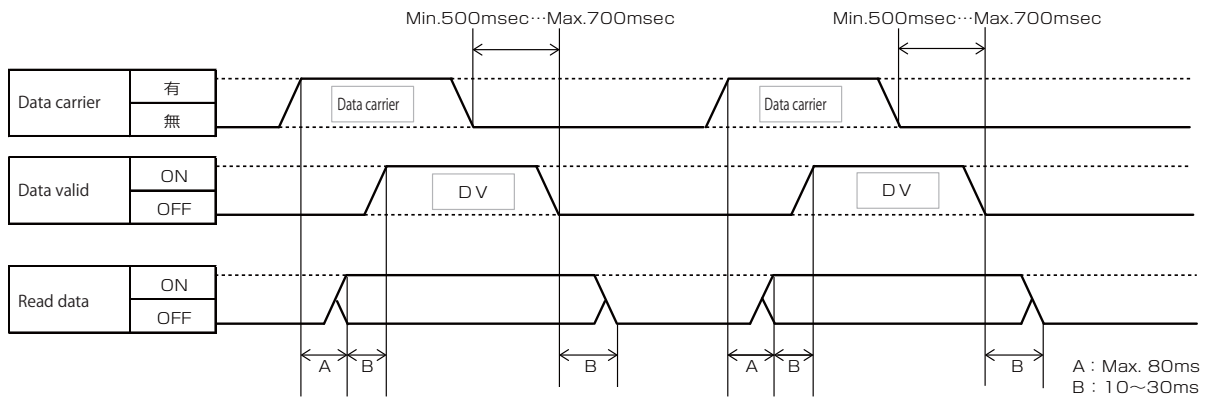 Min.500msec…Max.700msec
Min.500msec…Max.700msec
Data carrier
有
無
Data carrier
Data carrier
Data valid
ON
OFF
DV
DV
Read data
ON
OFF
A
B
B
A
B
B
A：Max. 80ms
B：10～30ms